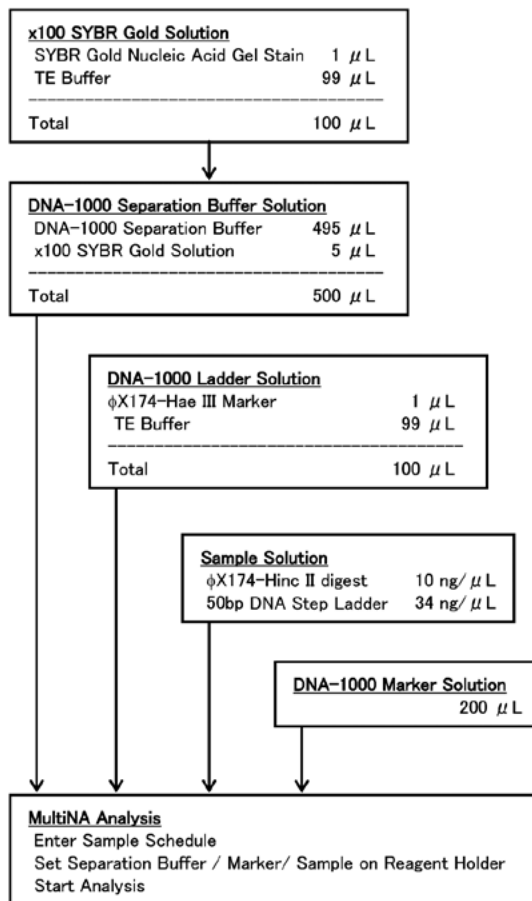 x100 SYBR Gold Solution
SYBR Gold Nucleic Acid Gel Stain 1 μL
TE Buffer 99 μL
Total 100 μL
DNA-1000 Separation Buffer Solution
DNA-1000 Separation Buffer 495 μL
x100 SYBR Gold Solution 5 μL
Total 500 μL
DNA-1000 Ladder Solution
φX174-Hae III Marker 1 μL
TE Buffer 99 μL
Total 100 μL
Sample Solution
φX174-Hinc II digest 10 ng/μL
50bp DNA Step Ladder 34 ng/μL
DNA-1000 Marker Solution
200 μL
MultiNA Analysis
Enter Sample Schedule
Set Separation Buffer / Marker/ Sample on Reagent Holder
Start Analysis